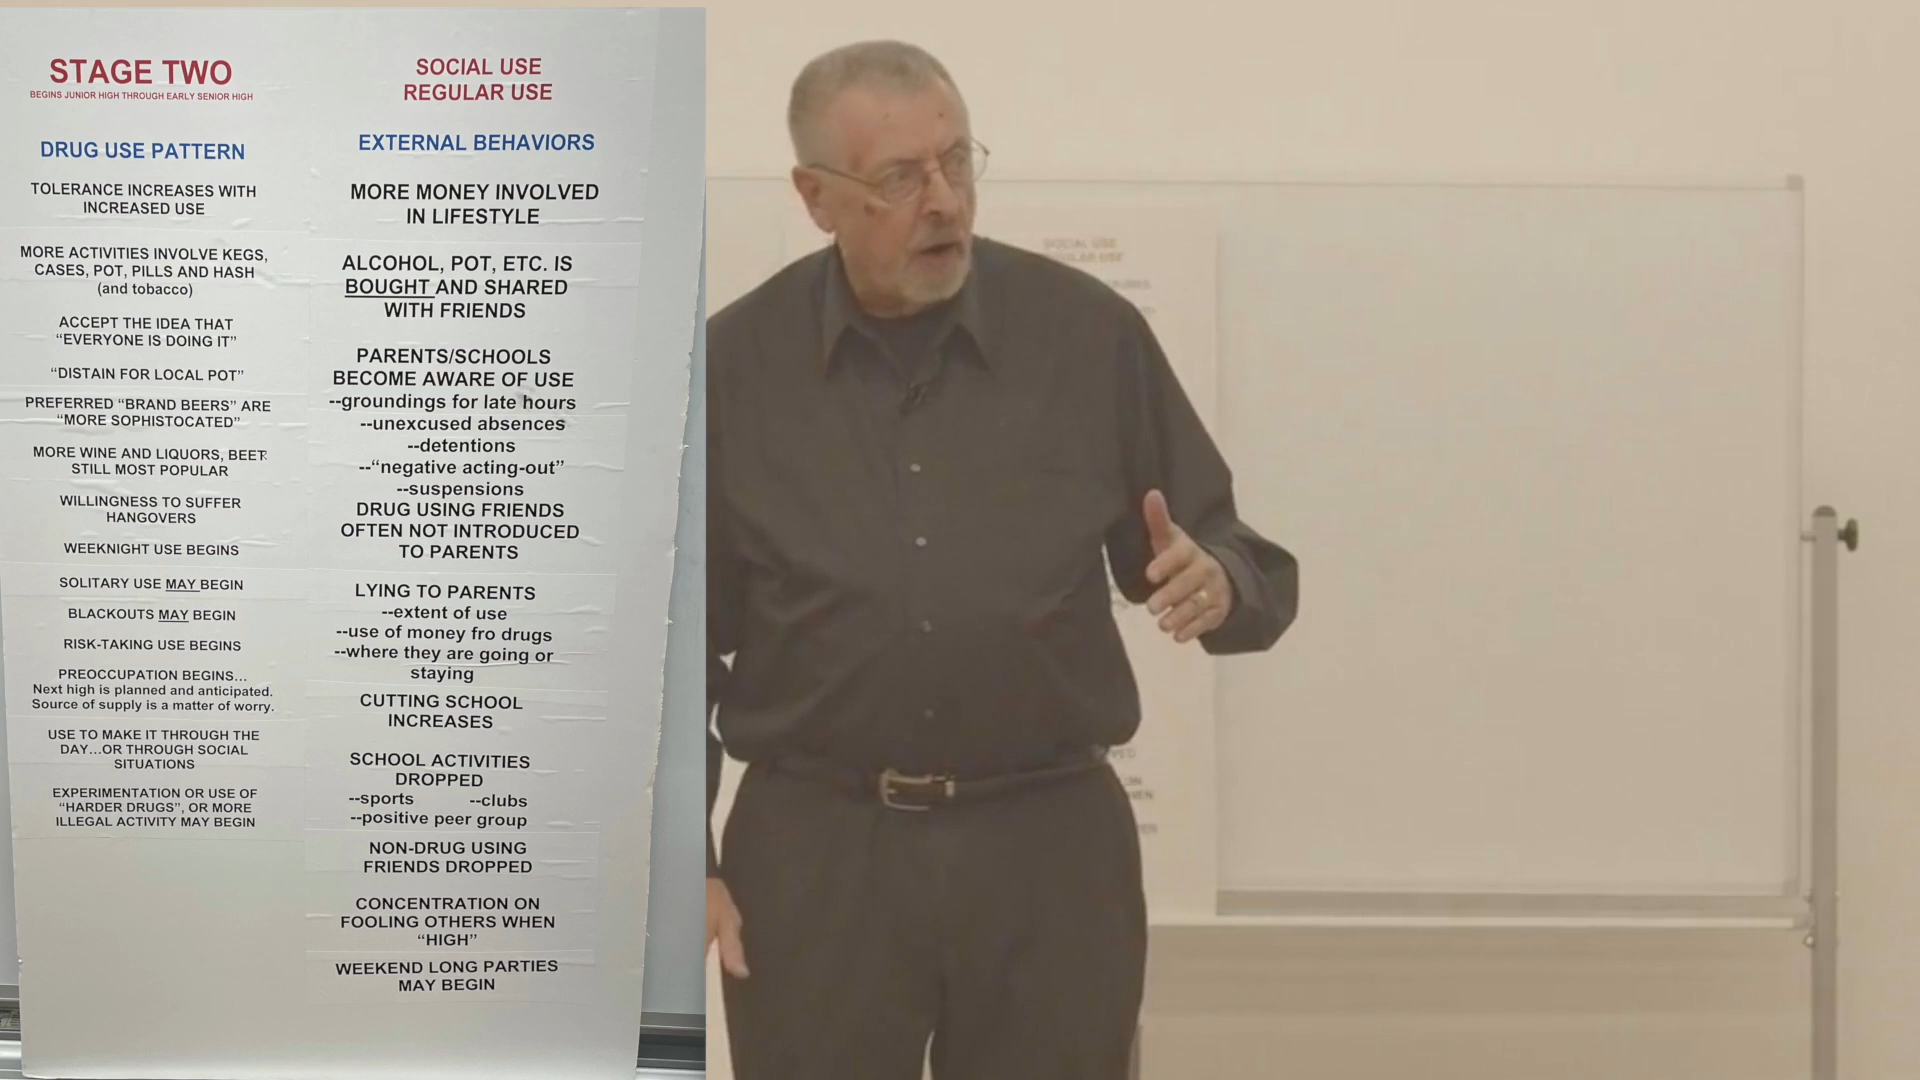 STAGE TWO
BEGINS JUNIOR HIGH THROUGH EARLY SENIOR HIGH
DRUG USE PATTERN
TOLERANCE INCREASES WITH
INCREASED USE
MORE ACTIVITIES INVOLVE KEGS,
CASES, POT, PILLS AND HASH
(and tobacco)
ACCEPT THE IDEA THAT
“EVERYONE IS DOING IT”
“DISTAIN FOR LOCAL POT”
PREFERRED “BRAND BEERS” ARE
“MORE SOPHISTOCATED”
MORE WINE AND LIQUORS, BEER
STILL MOST POPULAR
WILLINGNESS TO SUFFER
HANGOVERS
WEEKNIGHT USE BEGINS
SOLITARY USE MAY BEGIN
BLACKOUTS MAY BEGIN
RISK-TAKING USE BEGINS
PREOCCUPATION BEGINS...
Next high is planned and anticipated.
Source of supply is a matter of worry.
USE TO MAKE IT THROUGH THE
DAY...OR THROUGH SOCIAL
SITUATIONS
EXPERIMENTATION OR USE OF
“HARDER DRUGS”, OR MORE
ILLEGAL ACTIVITY MAY BEGIN
SOCIAL USE
REGULAR USE
EXTERNAL BEHAVIORS
MORE MONEY INVOLVED
IN LIFESTYLE
ALCOHOL, POT, ETC. IS
BOUGHT AND SHARED
WITH FRIENDS
PARENTS/SCHOOLS
BECOME AWARE OF USE
--groundings for late hours
--unexcused absences
--detentions
--“negative acting-out”
--suspensions
DRUG USING FRIENDS
OFTEN NOT INTRODUCED
TO PARENTS
LYING TO PARENTS
--extent of use
--use of money fro drugs
--where they are going or
staying
CUTTING SCHOOL
INCREASES
SCHOOL ACTIVITIES
DROPPED
--sports --clubs
--positive peer group
NON-DRUG USING
FRIENDS DROPPED
CONCENTRATION ON
FOOLING OTHERS WHEN
“HIGH”
WEEKEND LONG PARTIES
MAY BEGIN
SOCIAL USE